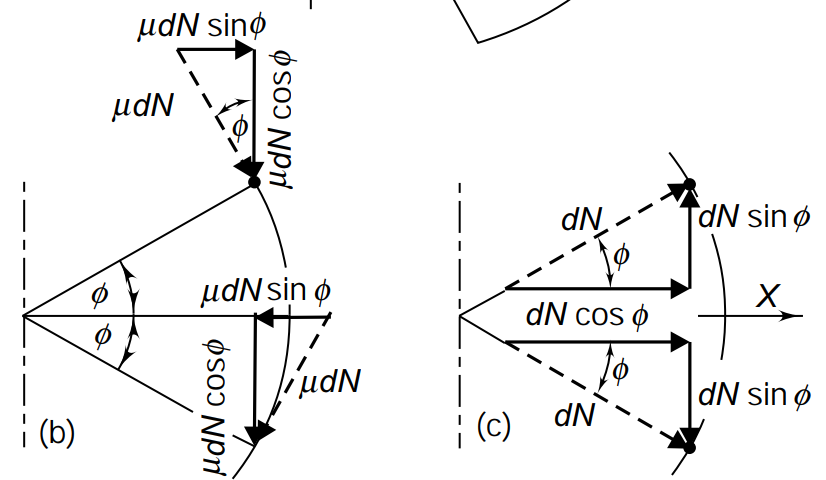 μdN sinϕ
μdN cosϕ
μdN
ϕ
ϕ
ϕ
μdN sin ϕ
μdN cosϕ
μdN
(b)
dN
ϕ
dN sin ϕ
dN cos ϕ
X
ϕ
dN
dN sin ϕ
(c)